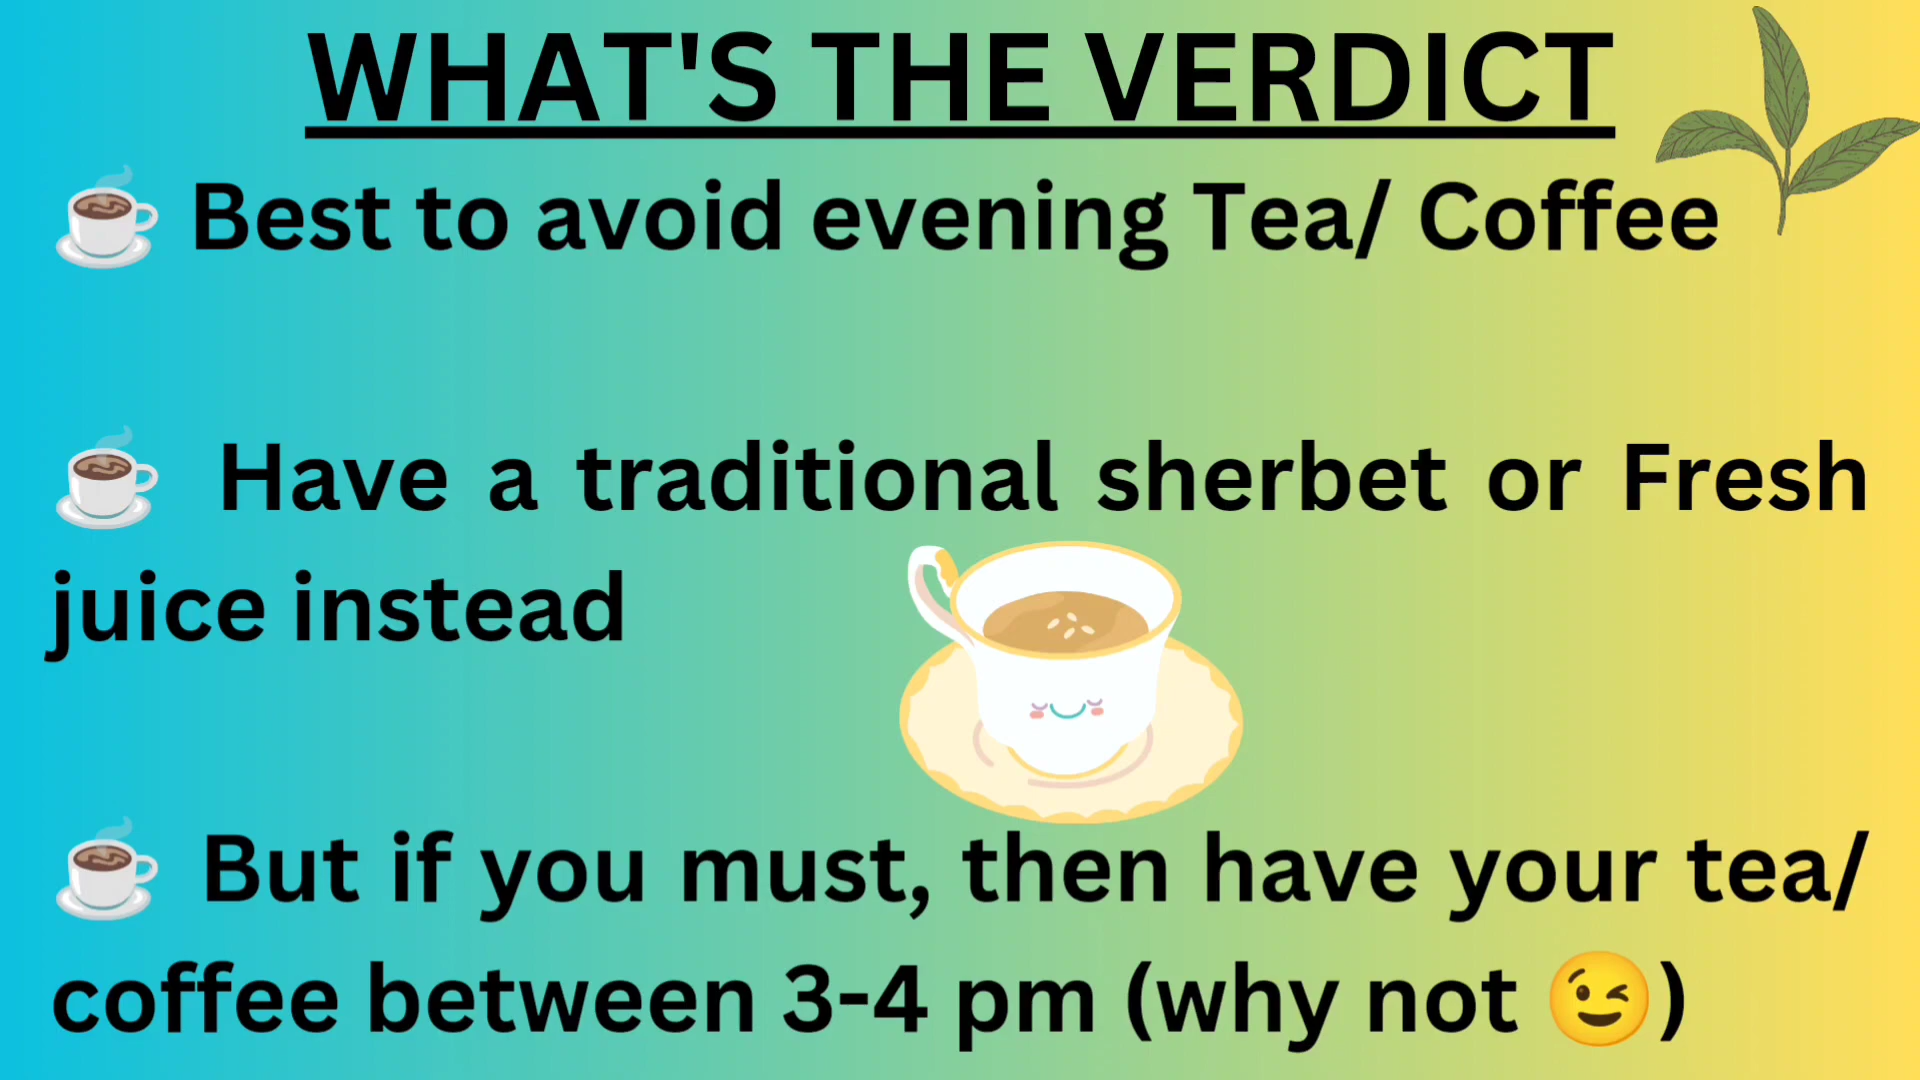 WHAT'S THE VERDICT
☕ Best to avoid evening Tea/ Coffee
☕ Have a traditional sherbet or Fresh
juice instead
☕ But if you must, then have your tea/
coffee between 3-4 pm (why not 😉)